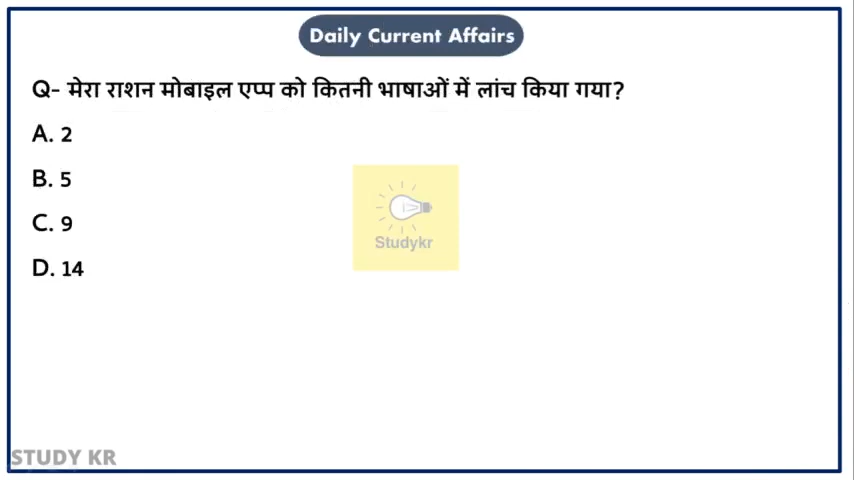 Daily Current Affairs
Q- मेरा राशन मोबाइल एप्प को कितनी भाषाओं में लांच किया गया?
A. 2
B. 5
C. 9
D. 14
Studykr
STUDY KR